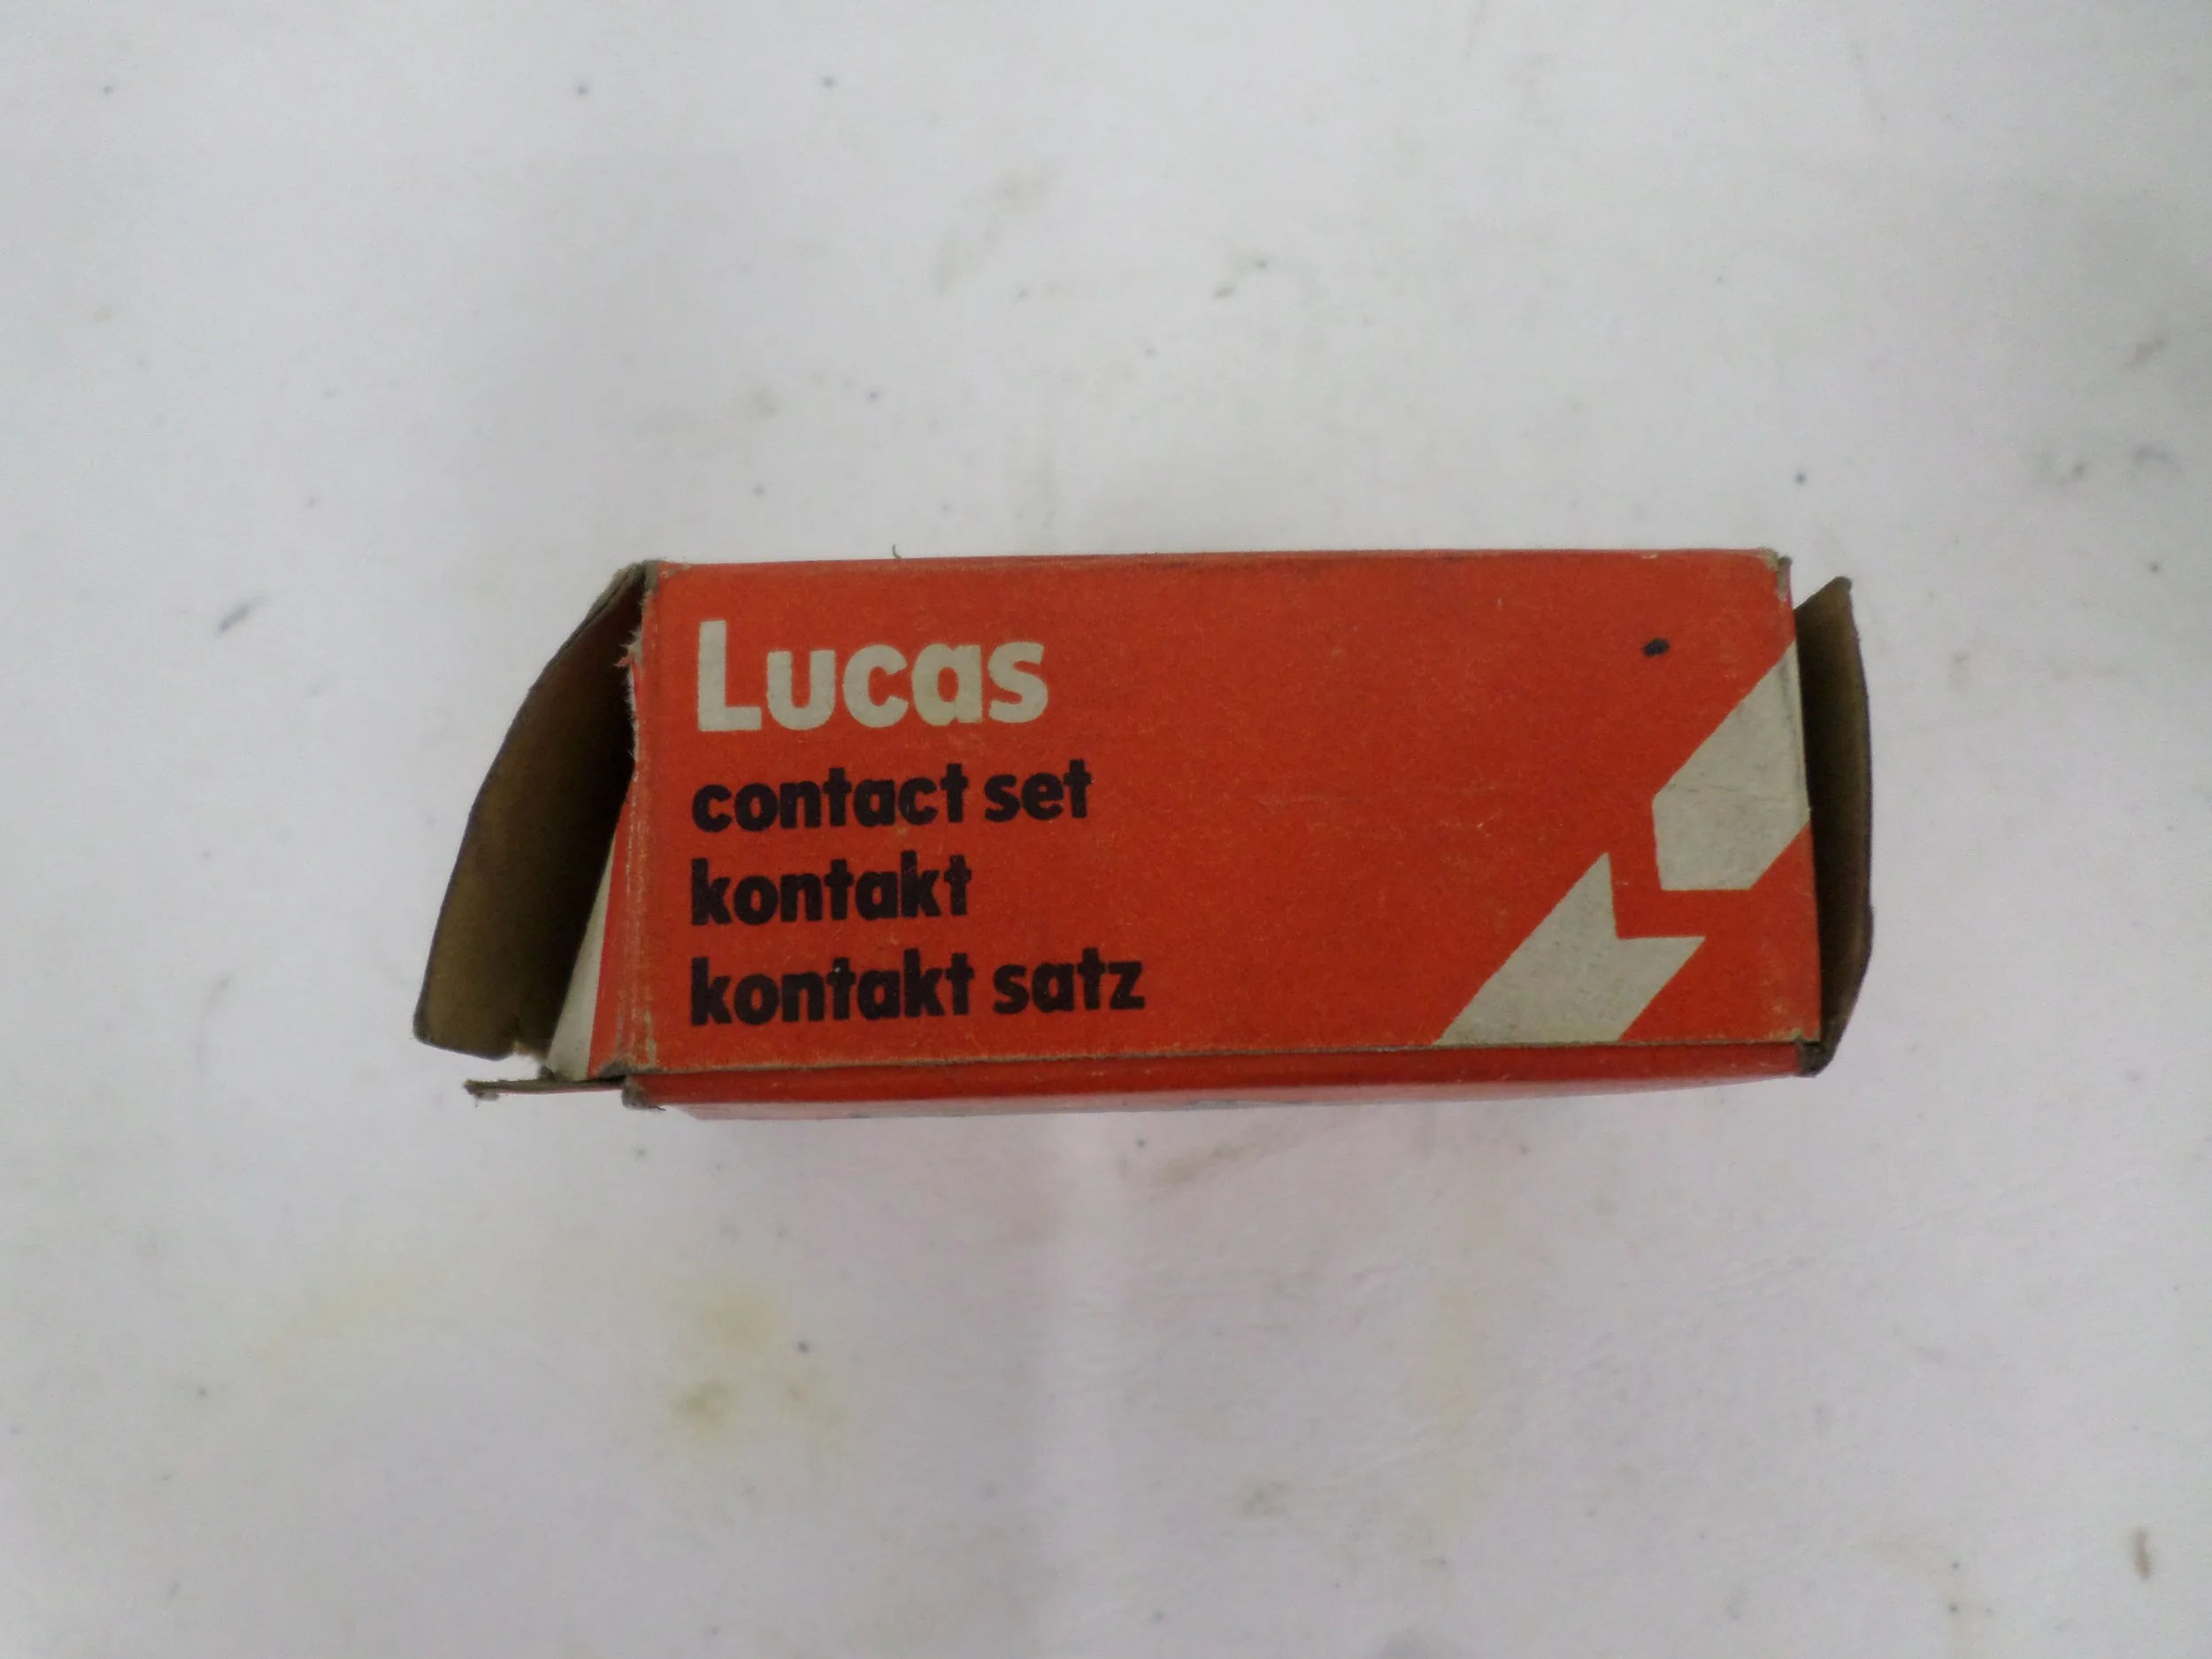 Lucas
contact set
kontakt
kontakt satz